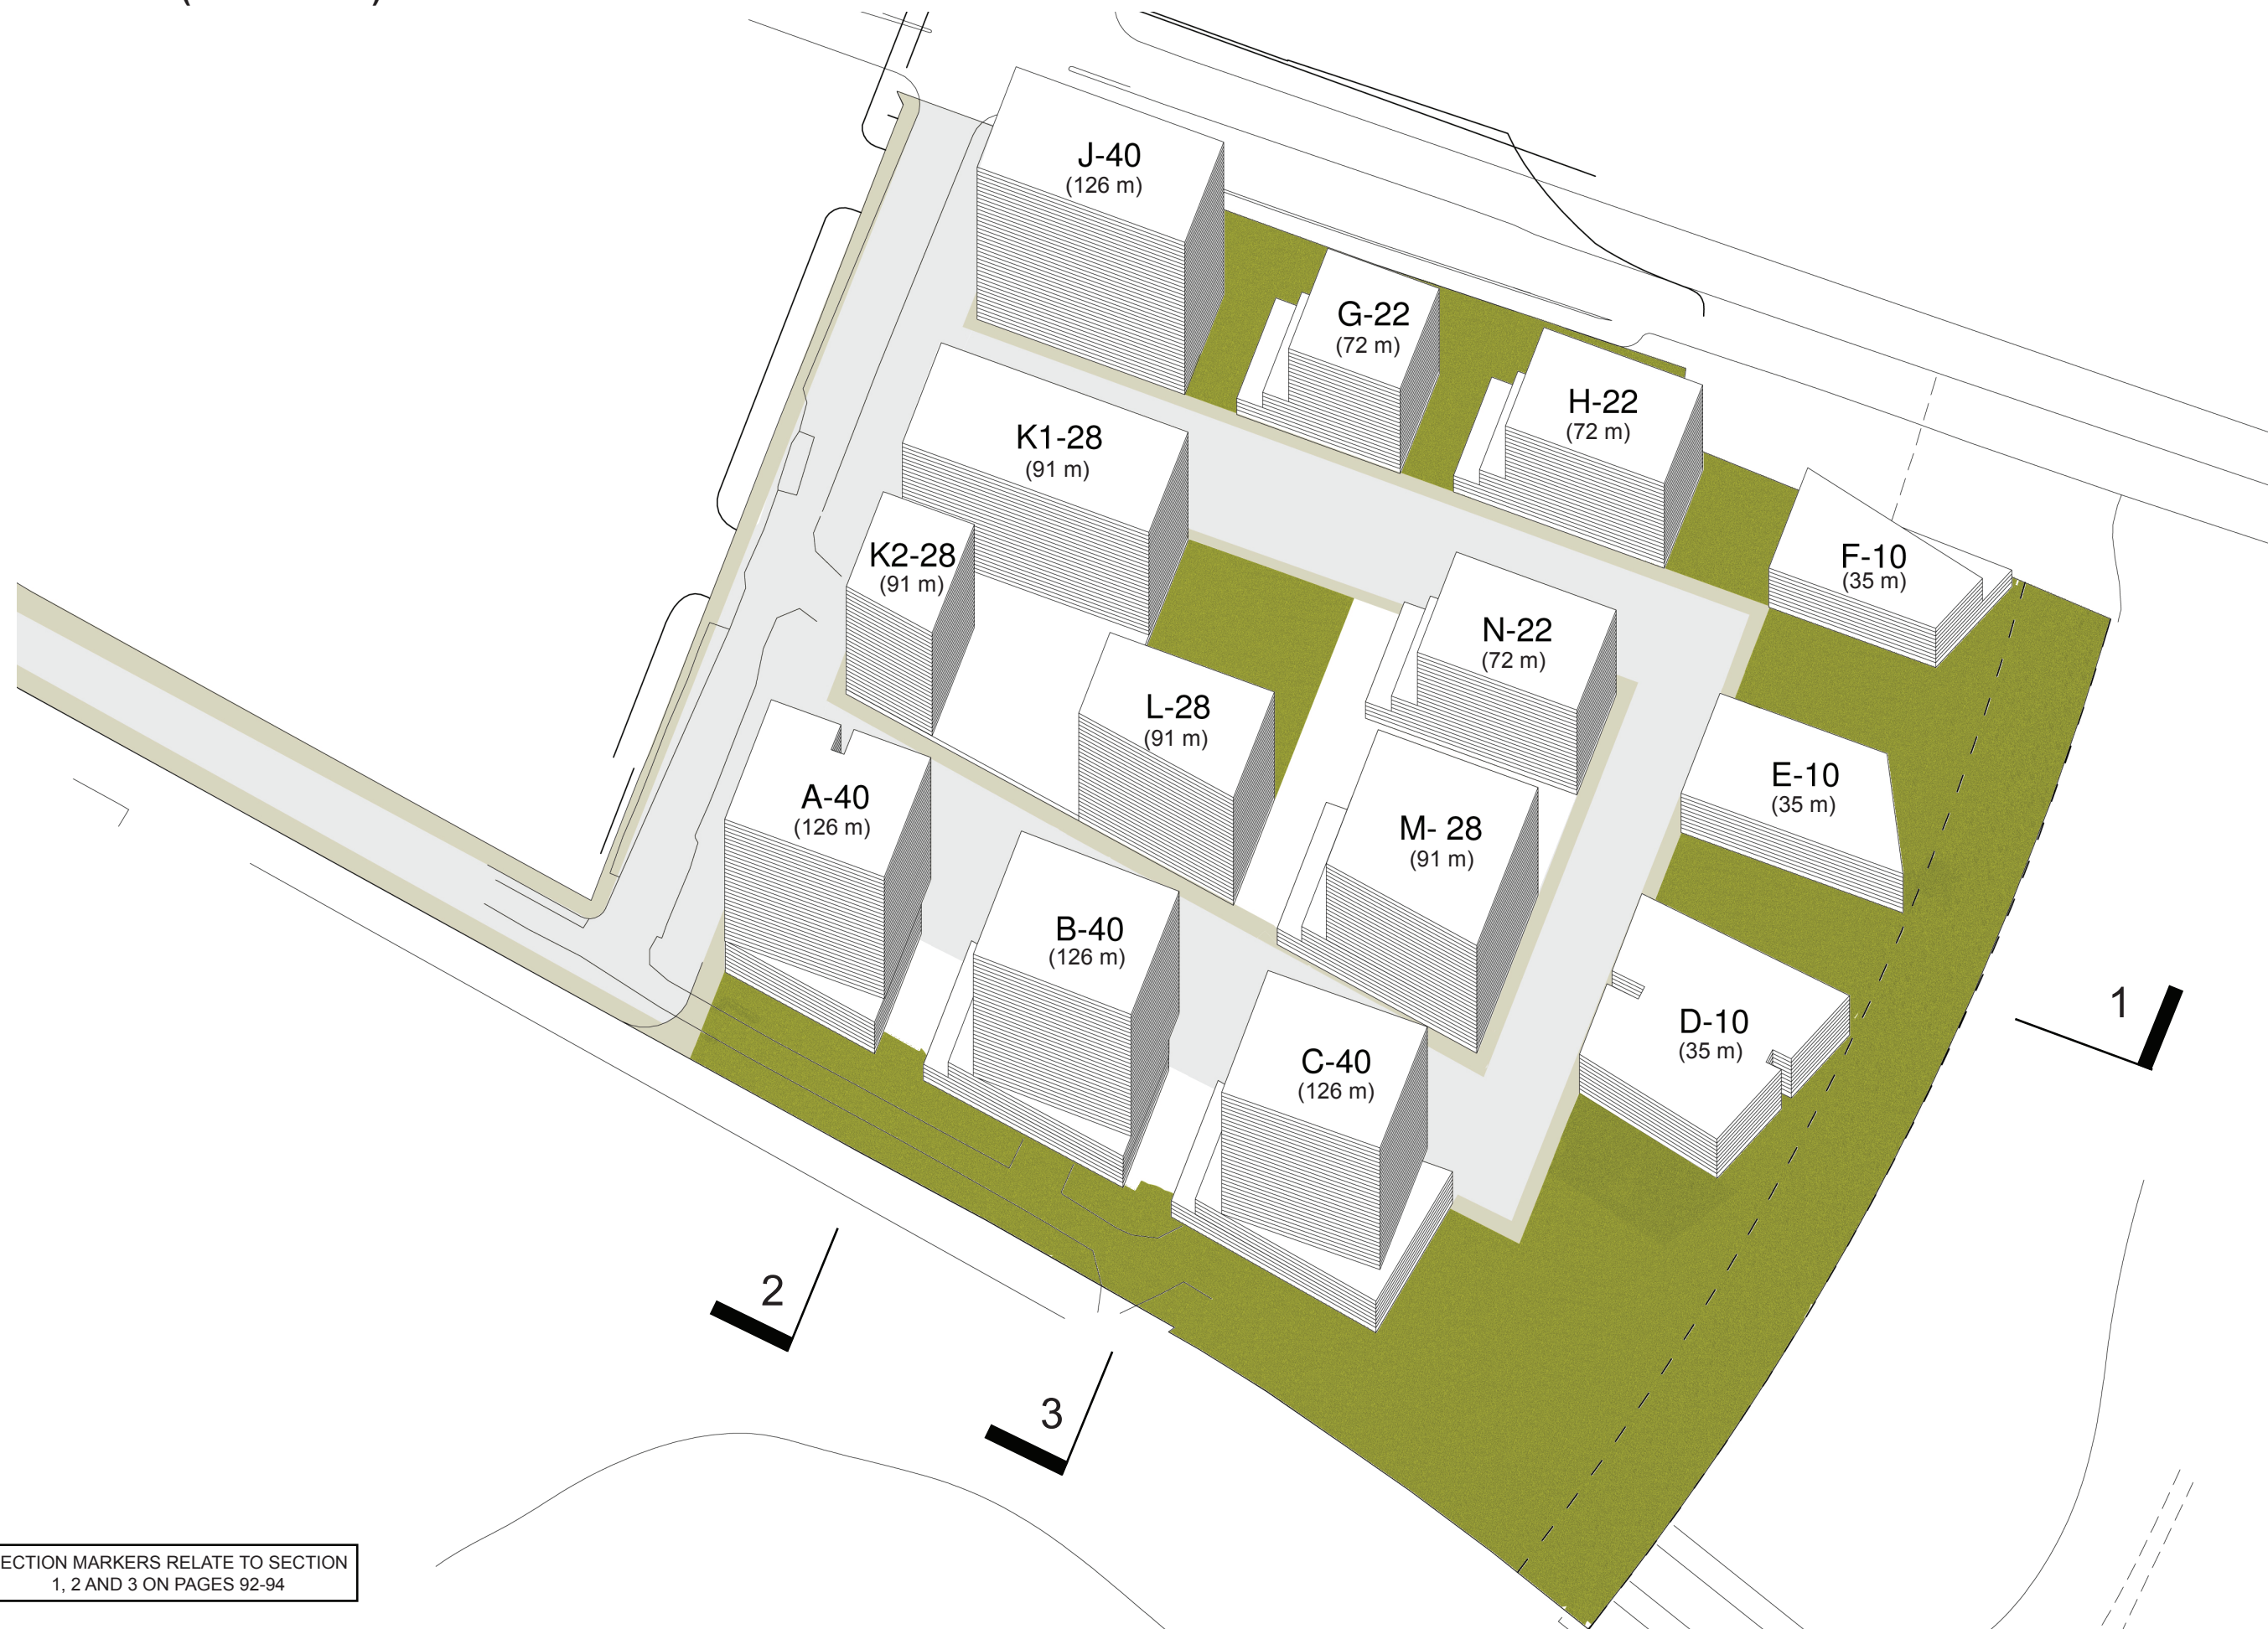 J-40
(126 m)
G-22
(72 m)
H-22
(72 m)
K1-28
(91 m)
K2-28
(91 m)
F-10
(35 m)
N-22
(72 m)
L-28
(91 m)
E-10
(35 m)
A-40
(126 m)
M- 28
(91 m)
B-40
(126 m)
D-10
(35 m)
1
C-40
(126 m)
2
3
ECTION MARKERS RELATE TO SECTION
1, 2 AND 3 ON PAGES 92-94